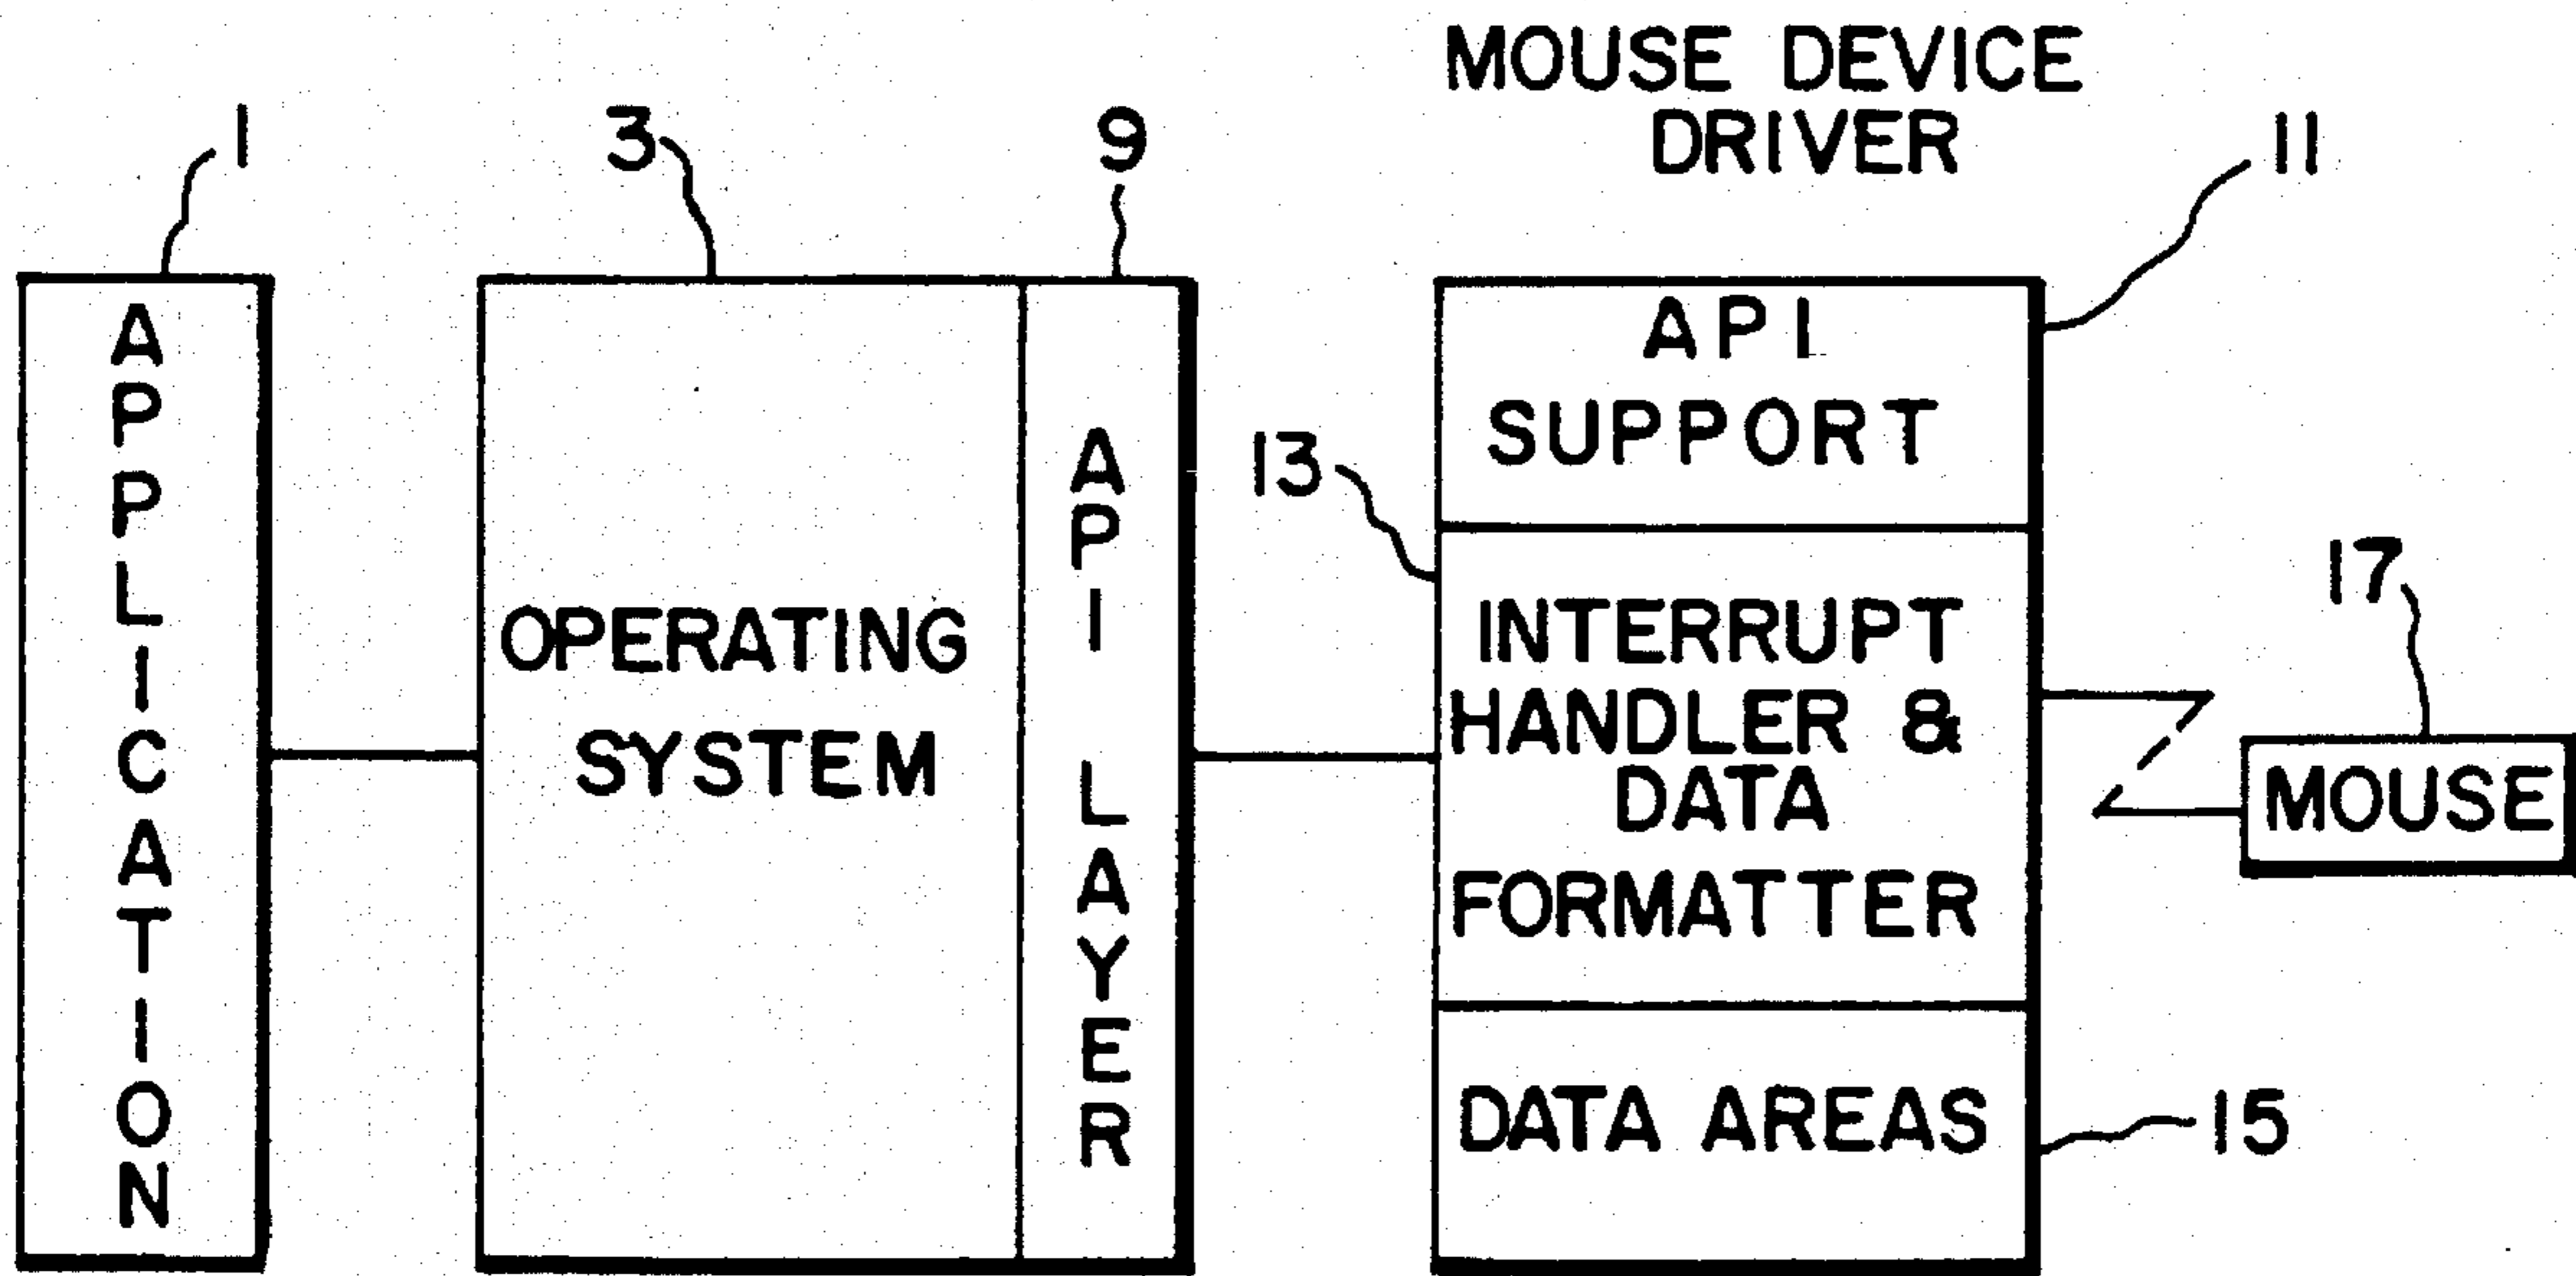 MOUSE DEVICE
DRIVER
1
3
9
11
APPLICATION
OPERATING
SYSTEM
API LAYER
API
SUPPORT
13
INTERRUPT
HANDLER &
DATA
FORMATTER
17
MOUSE
DATA AREAS
15